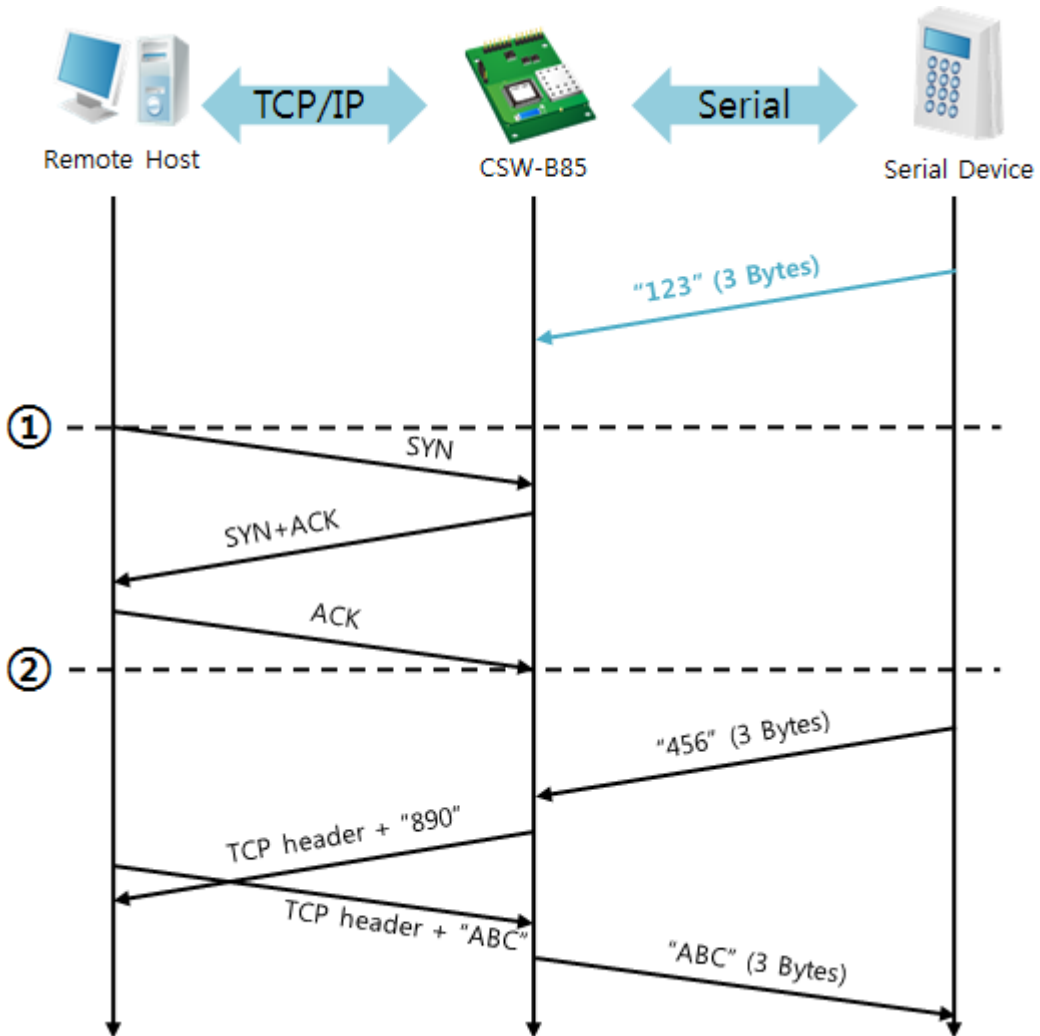 TCP/IP
Serial
Remote Host
CSW-B85
Serial Device
“123” (3 Bytes)
①
SYN
SYN+ACK
ACK
②
“456” (3 Bytes)
TCP header + “890”
TCP header + “ABC”
“ABC” (3 Bytes)